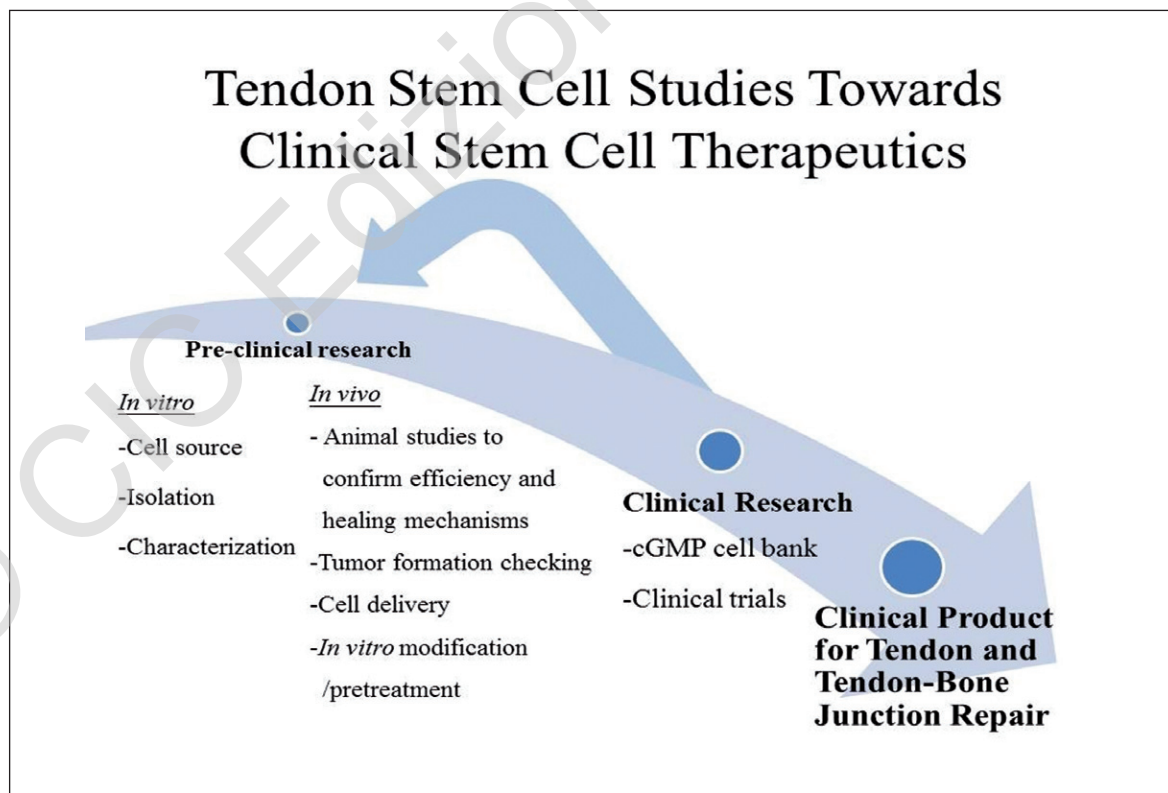 Tendon Stem Cell Studies Towards
Clinical Stem Cell Therapeutics
Pre-clinical research
In vitro
-Cell source
-Isolation
-Characterization
In vivo
- Animal studies to
confirm efficiency and
healing mechanisms
-Tumor formation checking
-Cell delivery
-In vitro modification
/pretreatment
Clinical Research
-cGMP cell bank
-Clinical trials
Clinical Product
for Tendon and
Tendon-Bone
Junction Repair
CIC Edizion